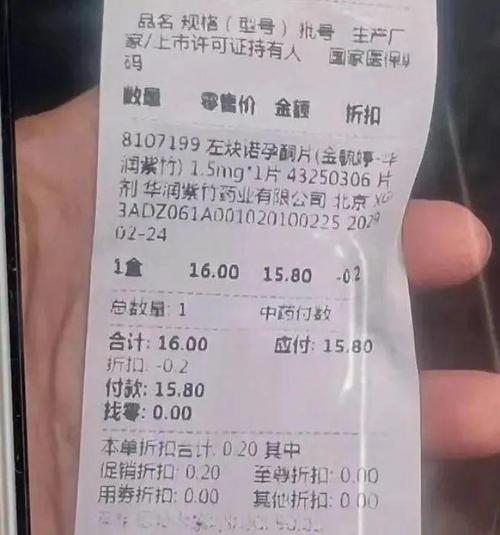 品名 规格(型号) 批号 生产厂
家/上市许可证持有人 国家医保
码
数量 零售价 金额 折扣
8107199 左炔诺孕酮片(金毓婷-华
润紫竹) 1.5mg*1片 43250306 片
剂 华润紫竹药业有限公司 北京
3ADZ061A001020100225 2029
02-24
1盒 16.00 15.80 -0.2
总数量: 1 中药付数
合计: 16.00 应付: 15.80
折扣: -0.2
付款: 15.80
找零: 0.00
本单折扣合计: 0.20 其中
促销折扣: 0.20 至尊折扣: 0.00
用券折扣: 0.00 其他折扣: 0.00